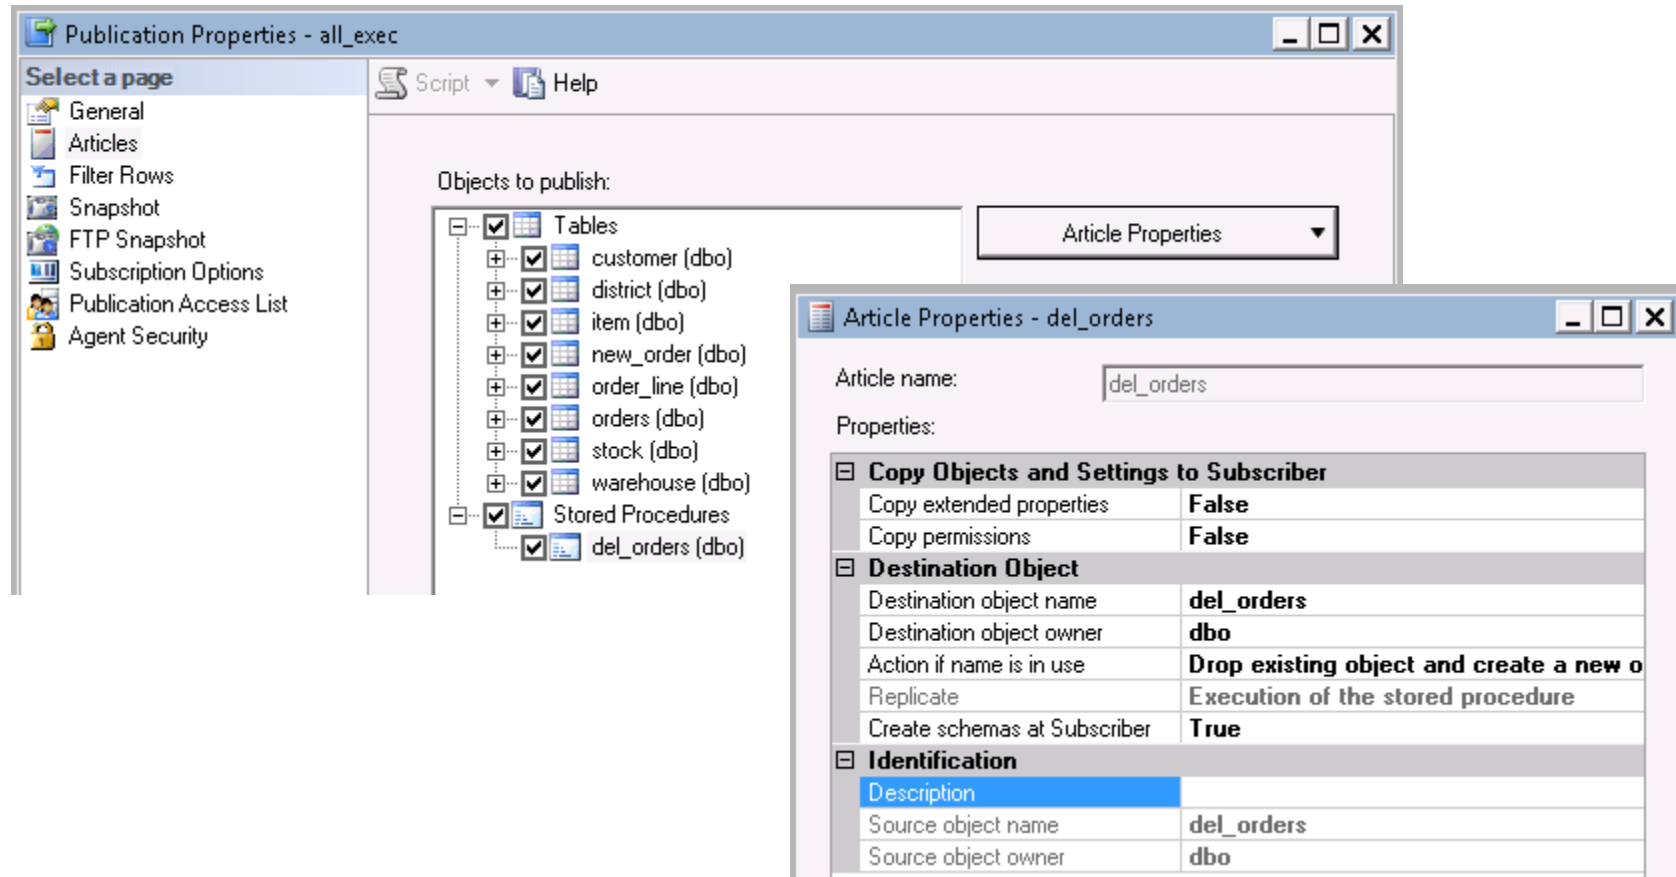 Publication Properties - all_exec
Select a page
General
Articles
Filter Rows
Snapshot
FTP Snapshot
Subscription Options
Publication Access List
Agent Security
Script Help
Objects to publish:
Tables
customer (dbo)
district (dbo)
item (dbo)
new_order (dbo)
order_line (dbo)
orders (dbo)
stock (dbo)
warehouse (dbo)
Stored Procedures
del_orders (dbo)
Article Properties
Article Properties - del_orders
Article name: del_orders
Properties:
Copy Objects and Settings to Subscriber
Copy extended properties False
Copy permissions False
Destination Object
Destination object name del_orders
Destination object owner dbo
Action if name is in use Drop existing object and create a new o
Replicate Execution of the stored procedure
Create schemas at Subscriber True
Identification
Description
Source object name del_orders
Source object owner dbo